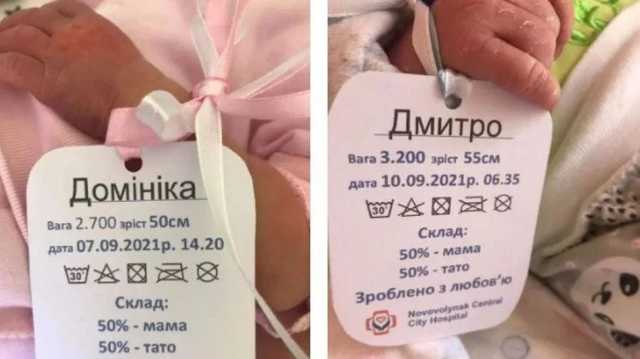 Домініка
Вага 2.700 зріст 50см
дата 07.09.2021р. 14.20
30°
Склад:
50% - мама
50% - тато
Дмитро
Вага 3.200 зріст 55см
дата 10.09.2021р. 06.35
30°
Склад:
50% - мама
50% - тато
Зроблено з любов'ю
Novovolynsk Central
City Hospital